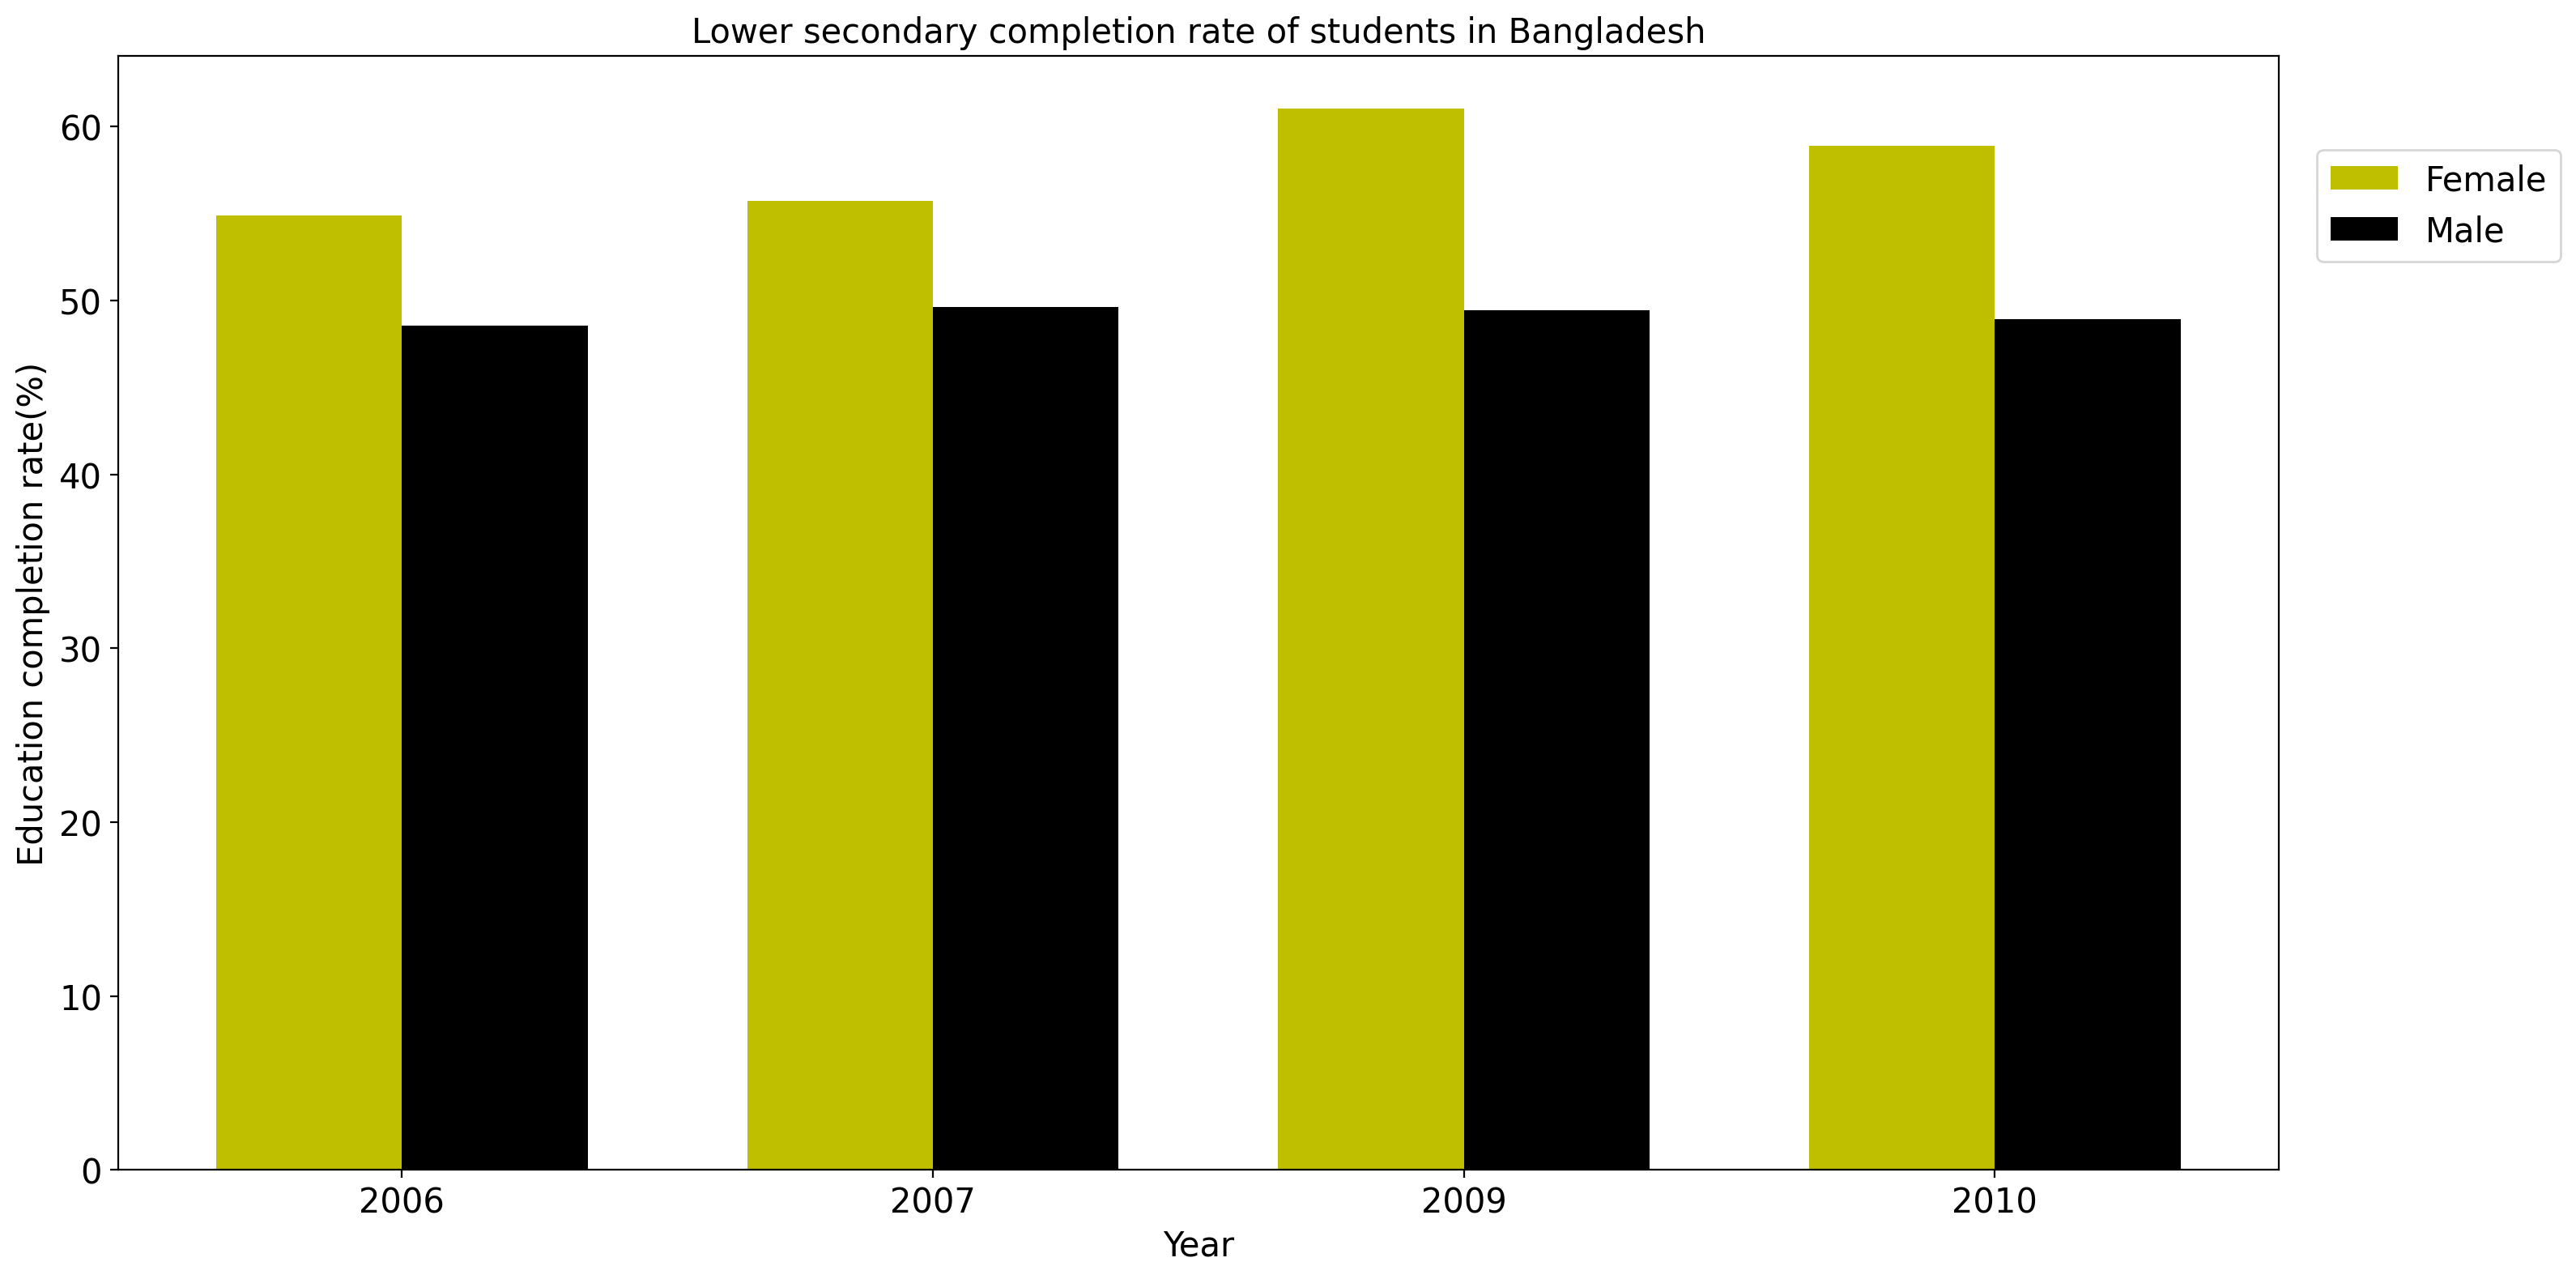 Lower secondary completion rate of students in Bangladesh
Education completion rate(%)
60
50
40
30
20
10
0
2006 2007 2009 2010
Year
Female
Male